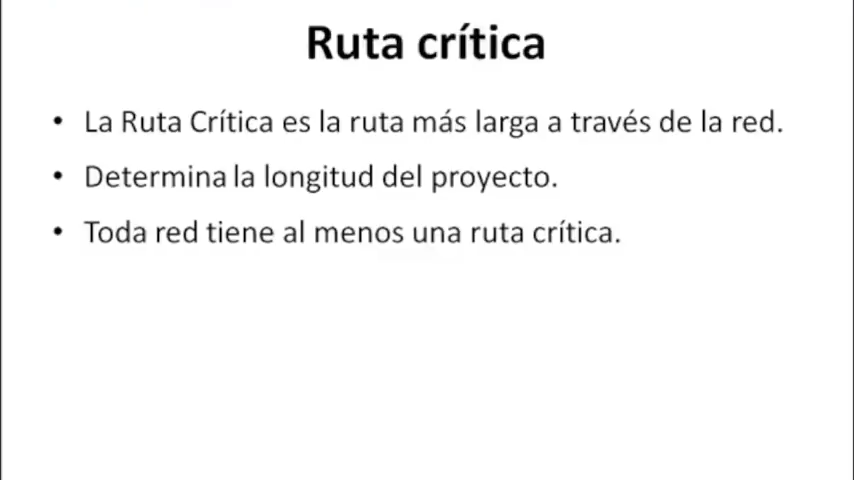 Ruta crítica
• La Ruta Crítica es la ruta más larga a través de la red.
• Determina la longitud del proyecto.
• Toda red tiene al menos una ruta crítica.